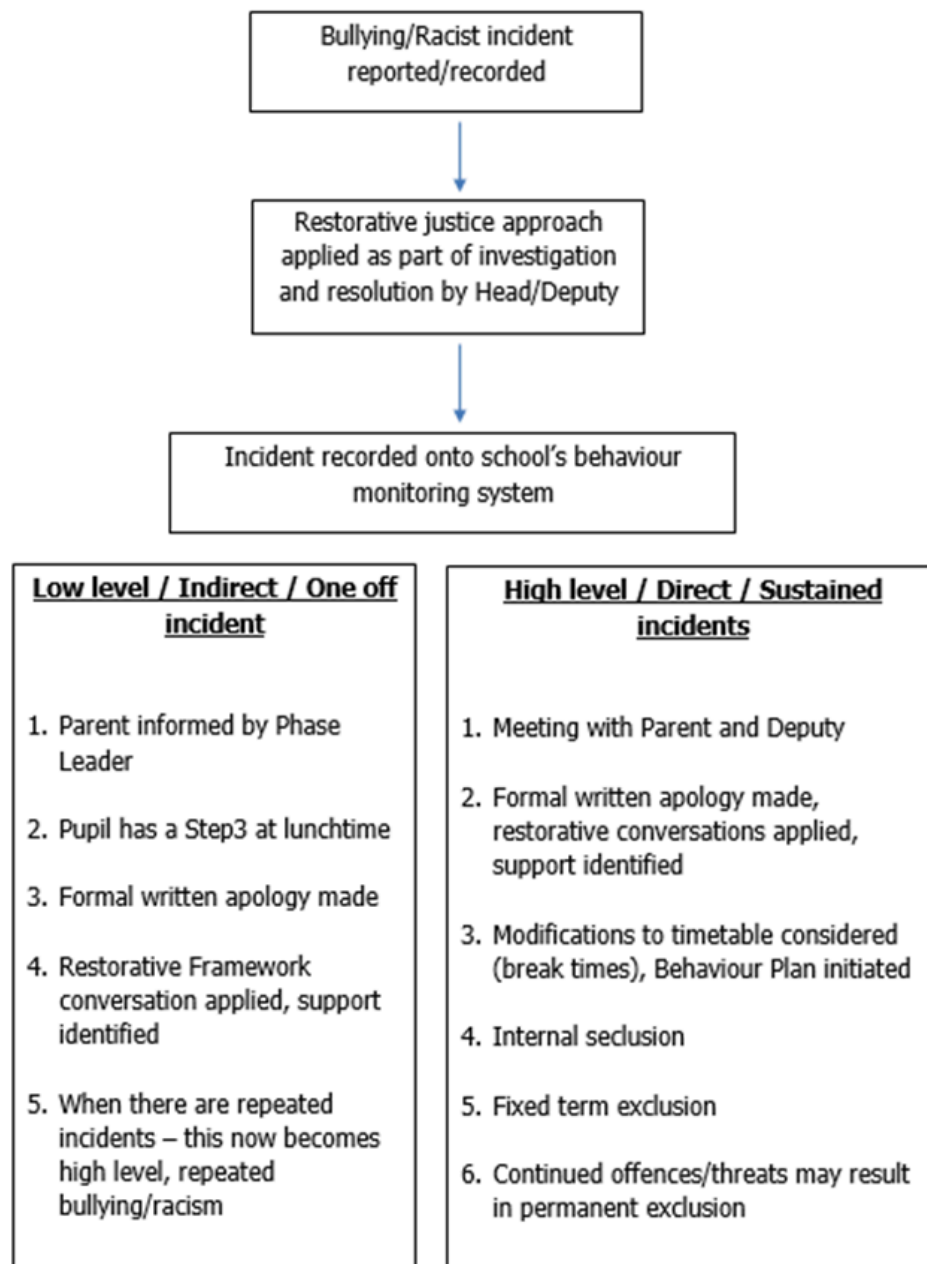 Bullying/Racist incident
reported/recorded
Restorative justice approach
applied as part of investigation
and resolution by Head/Deputy
Incident recorded onto school's behaviour
monitoring system
Low level / Indirect / One off
incident
1. Parent informed by Phase
Leader
2. Pupil has a Step3 at lunchtime
3. Formal written apology made
4. Restorative Framework
conversation applied, support
identified
5. When there are repeated
incidents – this now becomes
high level, repeated
bullying/racism
High level / Direct / Sustained
incidents
1. Meeting with Parent and Deputy
2. Formal written apology made,
restorative conversations applied,
support identified
3. Modifications to timetable considered
(break times), Behaviour Plan initiated
4. Internal seclusion
5. Fixed term exclusion
6. Continued offences/threats may result
in permanent exclusion